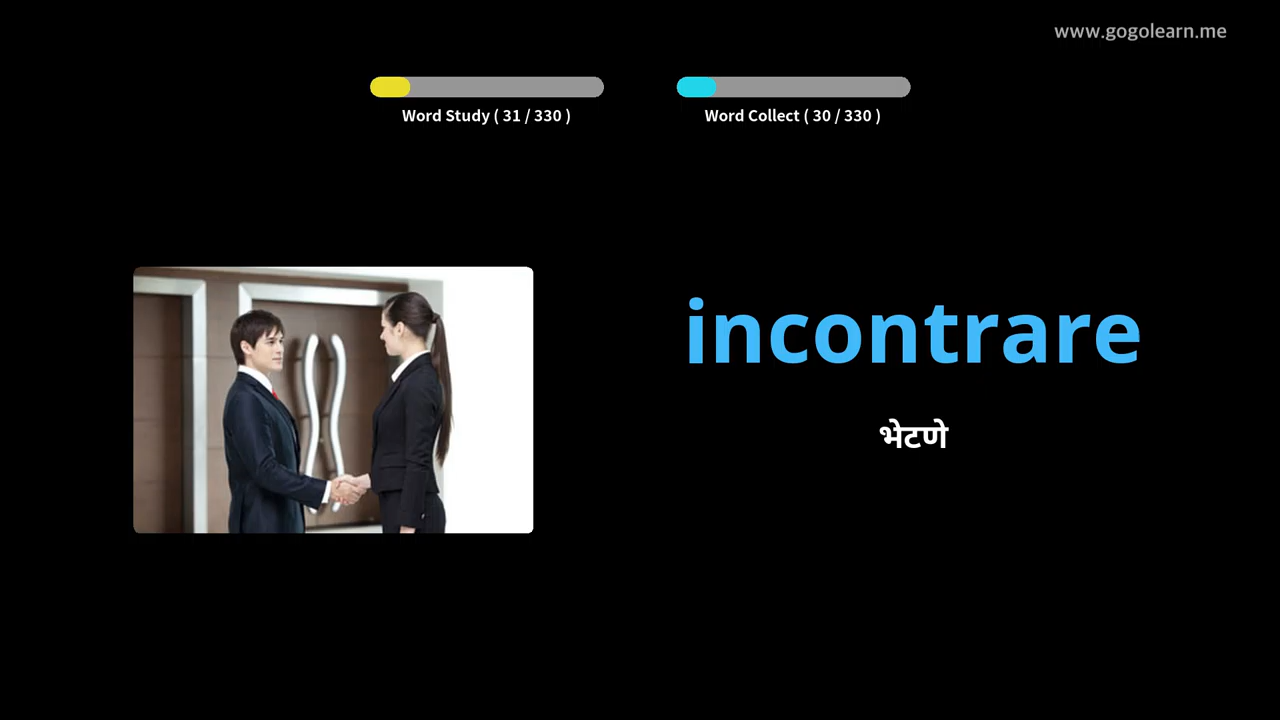 www.gogolearn.me
Word Study ( 31 / 330 )
Word Collect ( 30 / 330 )
incontrare
भेटणे